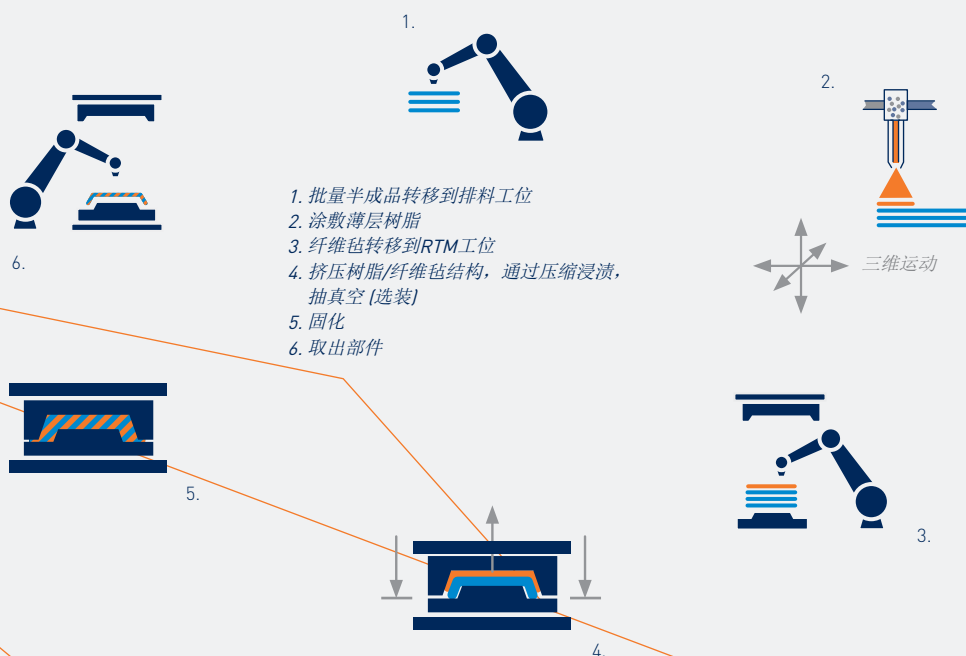 1.
2.
6.
1. 批量半成品转移到排料工位
2. 涂敷薄层树脂
3. 纤维毡转移到RTM工位
4. 挤压树脂/纤维毡结构，通过压缩浸渍，
抽真空 (选装)
5. 固化
6. 取出部件
三维运动
5.
3.
4.